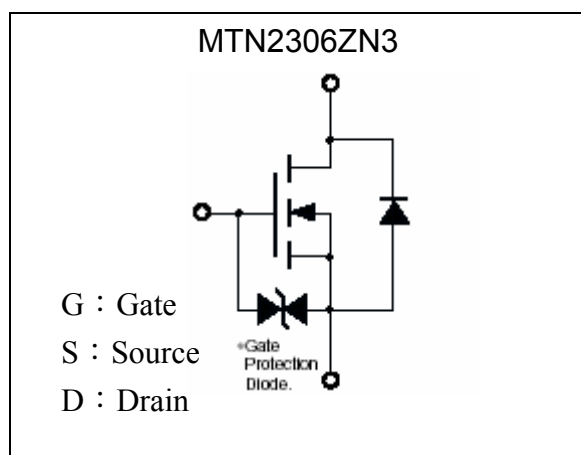 MTN2306ZN3
G：Gate
S：Source
D：Drain
*Gate
Protection
Diode.